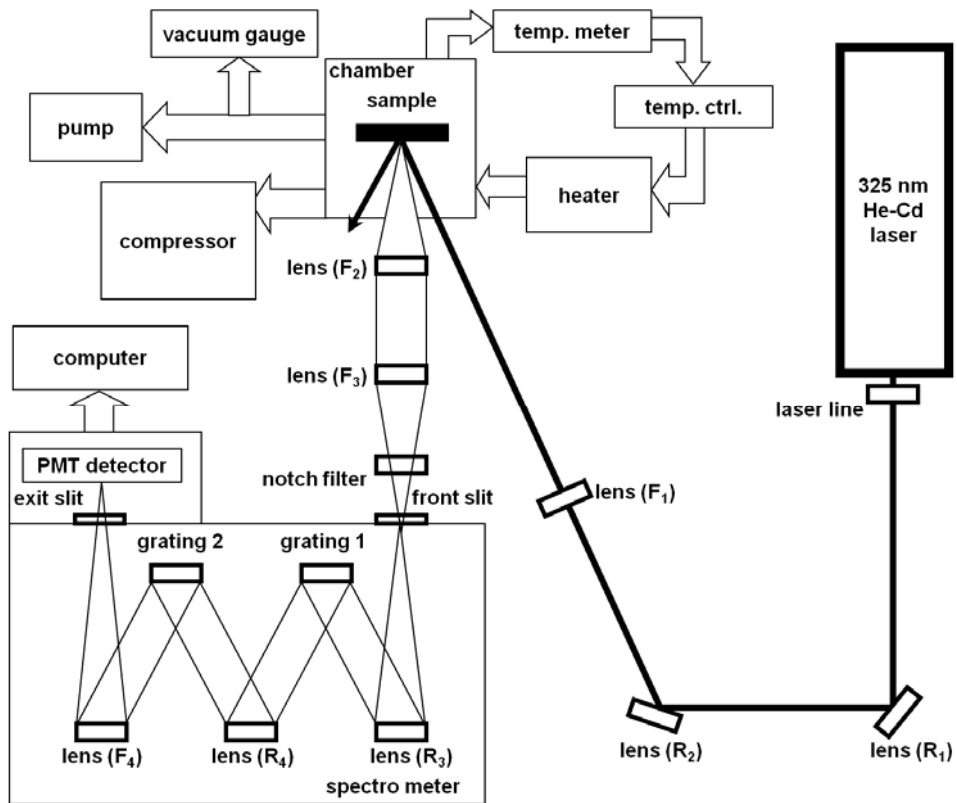 vacuum gauge
temp. meter
chamber
sample
pump
temp. ctrl.
325 nm
He-Cd
laser
heater
compressor
lens (F₂)
computer
lens (F₃)
laser line
PMT detector
notch filter
lens (F₁)
exit slit
front slit
grating 2
grating 1
lens (F₄)
lens (R₄)
lens (R₃)
lens (R₂)
lens (R₁)
spectro meter